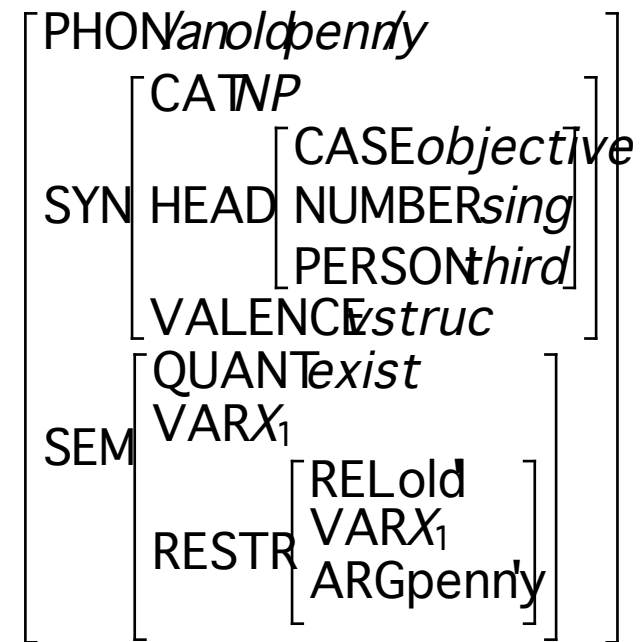 PHON /an old penny/
CAT NP
CASE objective
SYN HEAD NUMBER sing
PERSON third
VALENCE vstruc
QUANT exist
VAR X₁
SEM
REL old'
VAR X₁
RESTR
ARG penny'